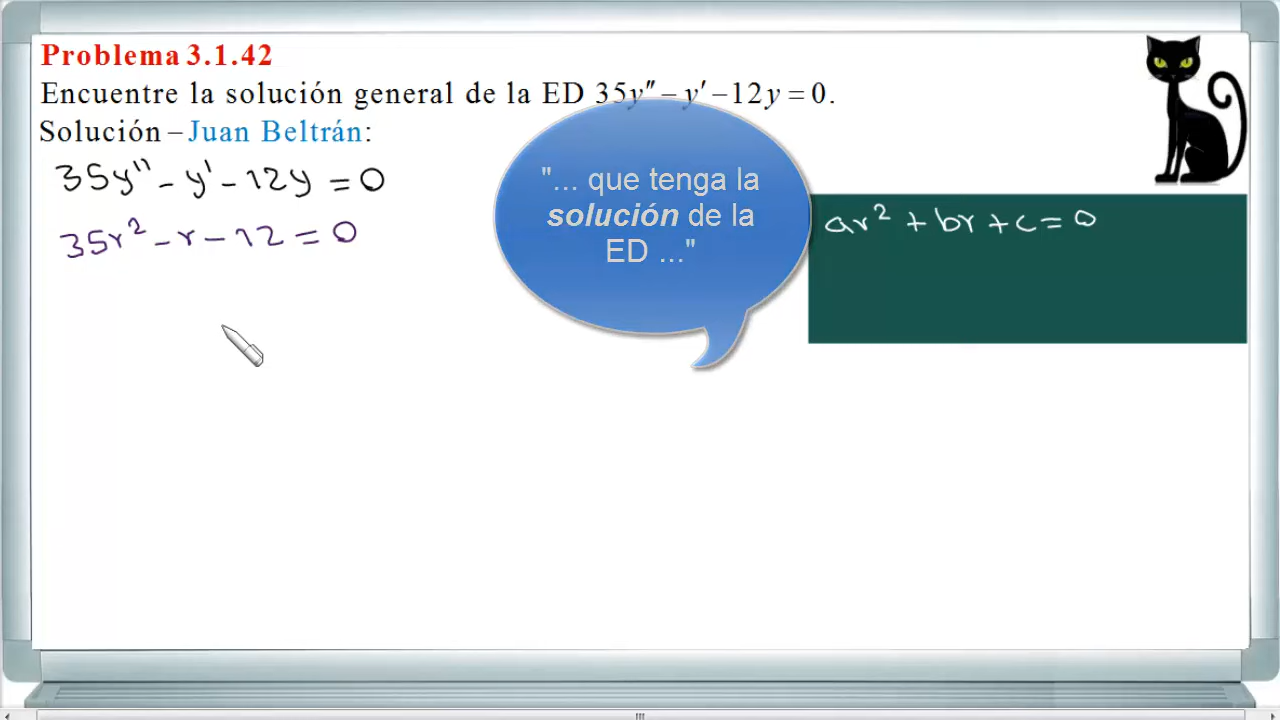 Problema 3.1.42
Encuentre la solución general de la ED 35y″ − y′ − 12y = 0.
Solución – Juan Beltrán:
35y'' - y' - 12y = 0
35r² - r - 12 = 0
"... que tenga la
solución de la
ED ..."
ar² + br + c = 0